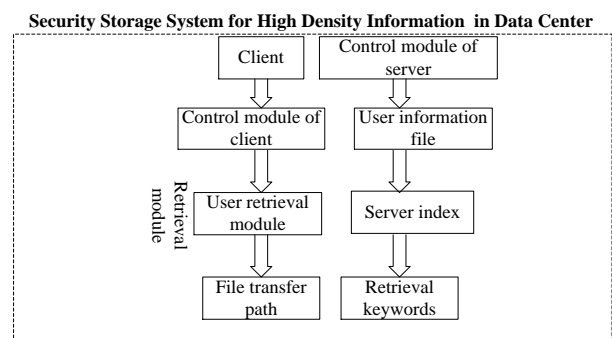 Security Storage System for High Density Information in Data Center
Client
Control module of
server
Control module of
client
User information
file
Retrieval
module
User retrieval
module
Server index
File transfer
path
Retrieval
keywords